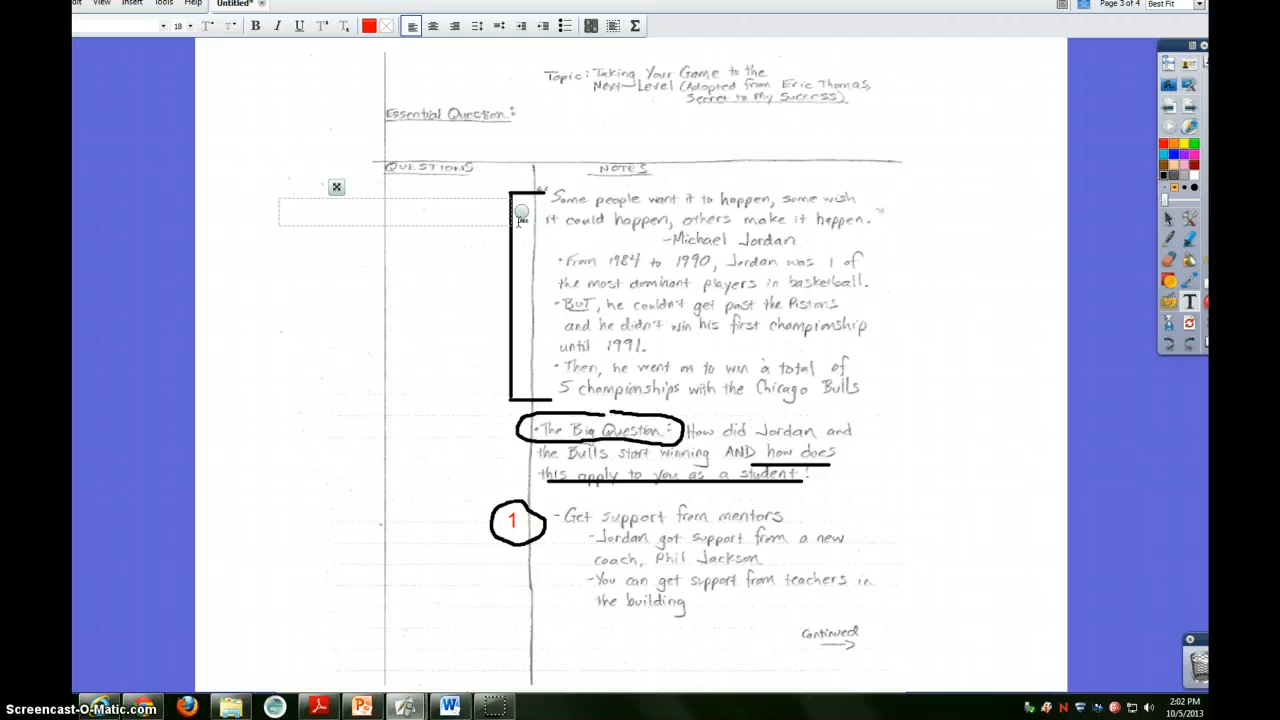 Insert Tools Help Untitled* Page 3 of 4 Best Fit
18 B I U T T Σ
Topic: Taking Your Game to the
Next-Level (Adapted from Eric Thomas,
Secret to My Success)
Essential Question:
QUESTIONS NOTES
"Some people want it to happen, some wish
it could happen, others make it happen."
-Michael Jordan
• From 1984 to 1990, Jordan was 1 of
the most dominant players in basketball.
• BUT, he couldn't get past the Pistons
and he didn't win his first championship
until 1991.
• Then, he went on to win a total of
5 championships with the Chicago Bulls
• The Big Question: How did Jordan and
the Bulls start winning AND how does
this apply to you as a student?
1 - Get support from mentors
- Jordan got support from a new
coach, Phil Jackson
- You can get support from teachers in
the building
Continued
Screencast-O-Matic.com
2:02 PM
10/5/2013